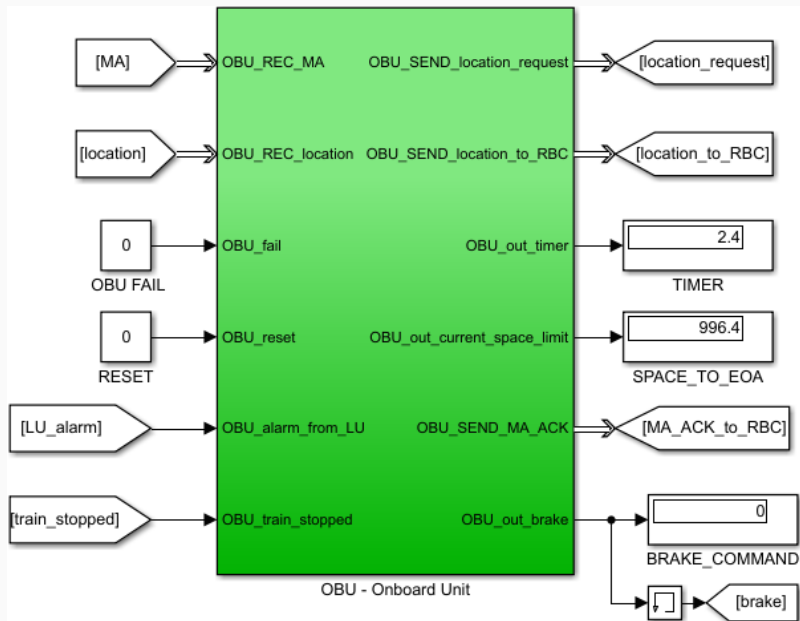 [MA]
OBU_REC_MA
OBU_SEND_location_request
[location_request]
[location]
OBU_REC_location
OBU_SEND_location_to_RBC
[location_to_RBC]
0
OBU FAIL
OBU_fail
OBU_out_timer
2.4
TIMER
0
RESET
OBU_reset
OBU_out_current_space_limit
996.4
SPACE_TO_EOA
[LU_alarm]
OBU_alarm_from_LU
OBU_SEND_MA_ACK
[MA_ACK_to_RBC]
[train_stopped]
OBU_train_stopped
OBU_out_brake
0
BRAKE_COMMAND
OBU - Onboard Unit
[brake]